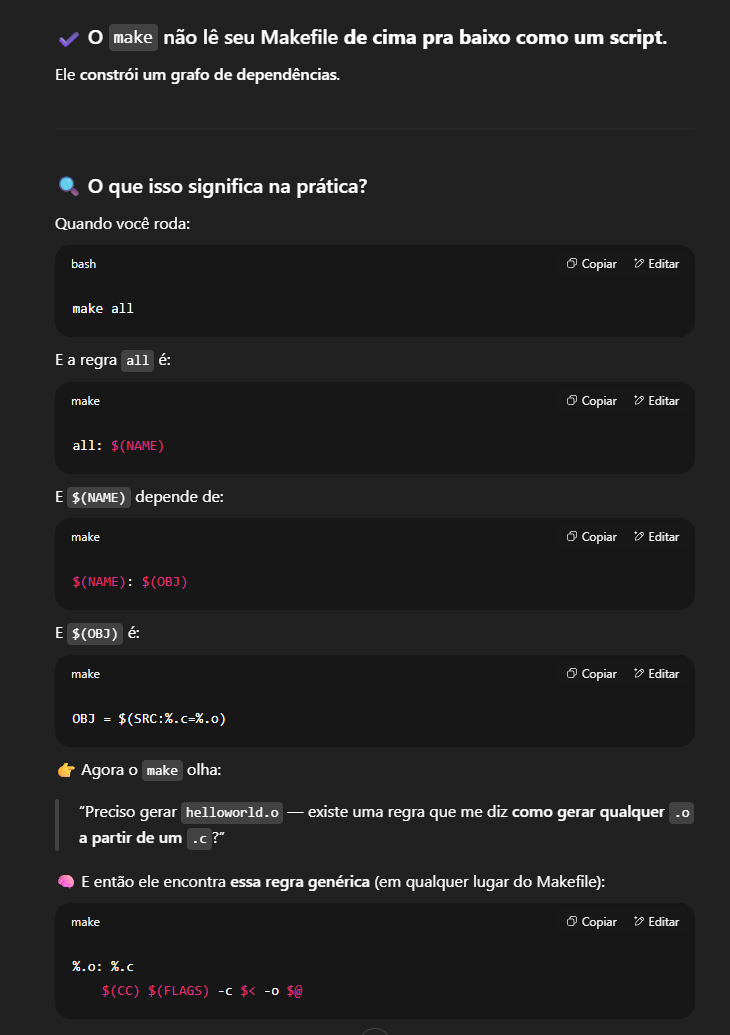 ✔ O make não lê seu Makefile de cima pra baixo como um script.
Ele constrói um grafo de dependências.
🔍 O que isso significa na prática?
Quando você roda:
bash Copiar Editar
make all
E a regra all é:
make Copiar Editar
all: $(NAME)
E $(NAME) depende de:
make Copiar Editar
$(NAME): $(OBJ)
E $(OBJ) é:
make Copiar Editar
OBJ = $(SRC:%.c=%.o)
👉 Agora o make olha:
“Preciso gerar helloworld.o — existe uma regra que me diz como gerar qualquer .o
a partir de um .c?”
🧠 E então ele encontra essa regra genérica (em qualquer lugar do Makefile):
make Copiar Editar
%.o: %.c
$(CC) $(FLAGS) -c $< -o $@